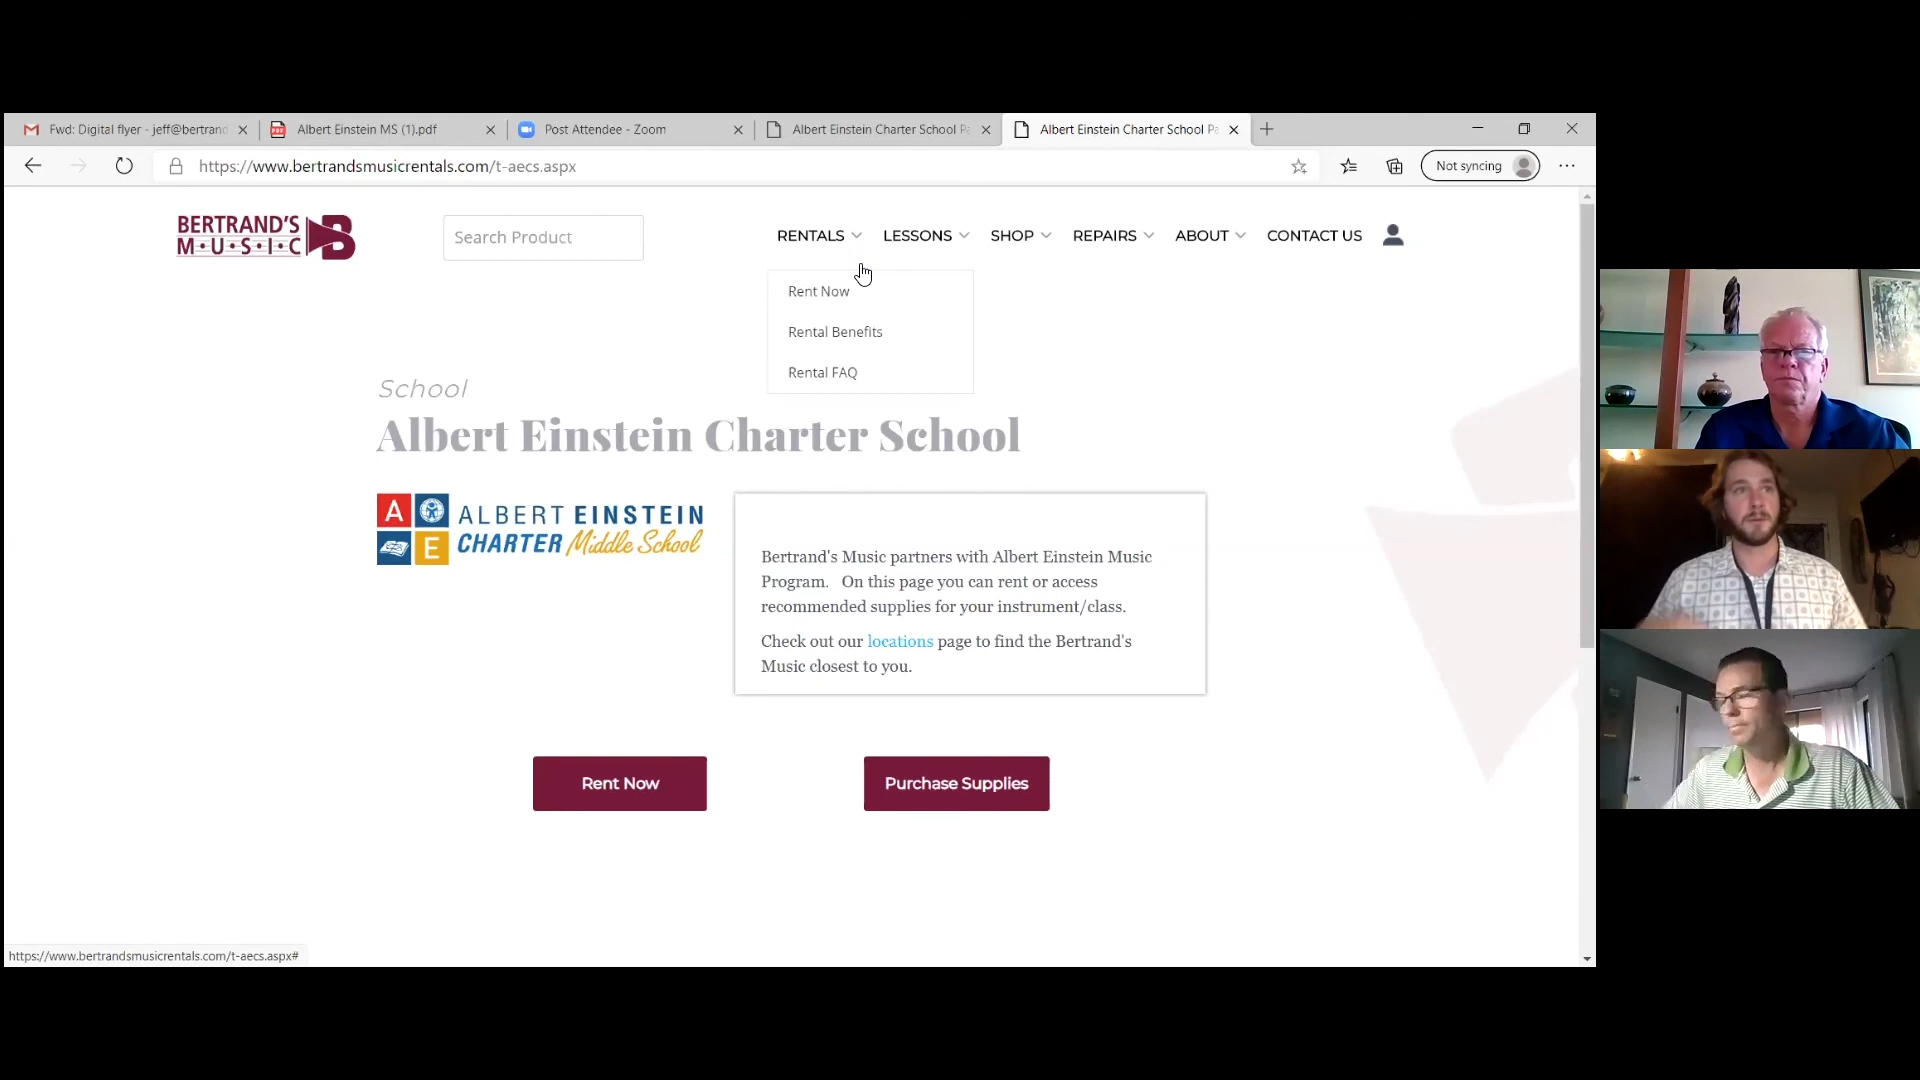 Fwd: Digital flyer - jeff@bertrand
Albert Einstein MS (1).pdf
Post Attendee - Zoom
Albert Einstein Charter School Pa
Albert Einstein Charter School Pa
https://www.bertrandsmusicrentals.com/t-aecs.aspx
Not syncing
BERTRAND'S
M·U·S·I·C
B
Search Product
RENTALS
LESSONS
SHOP
REPAIRS
ABOUT
CONTACT US
Rent Now
Rental Benefits
Rental FAQ
School
Albert Einstein Charter School
A
E
ALBERT EINSTEIN
CHARTER Middle School
Bertrand's Music partners with Albert Einstein Music
Program. On this page you can rent or access
recommended supplies for your instrument/class.
Check out our locations page to find the Bertrand's
Music closest to you.
Rent Now
Purchase Supplies
https://www.bertrandsmusicrentals.com/t-aecs.aspx#